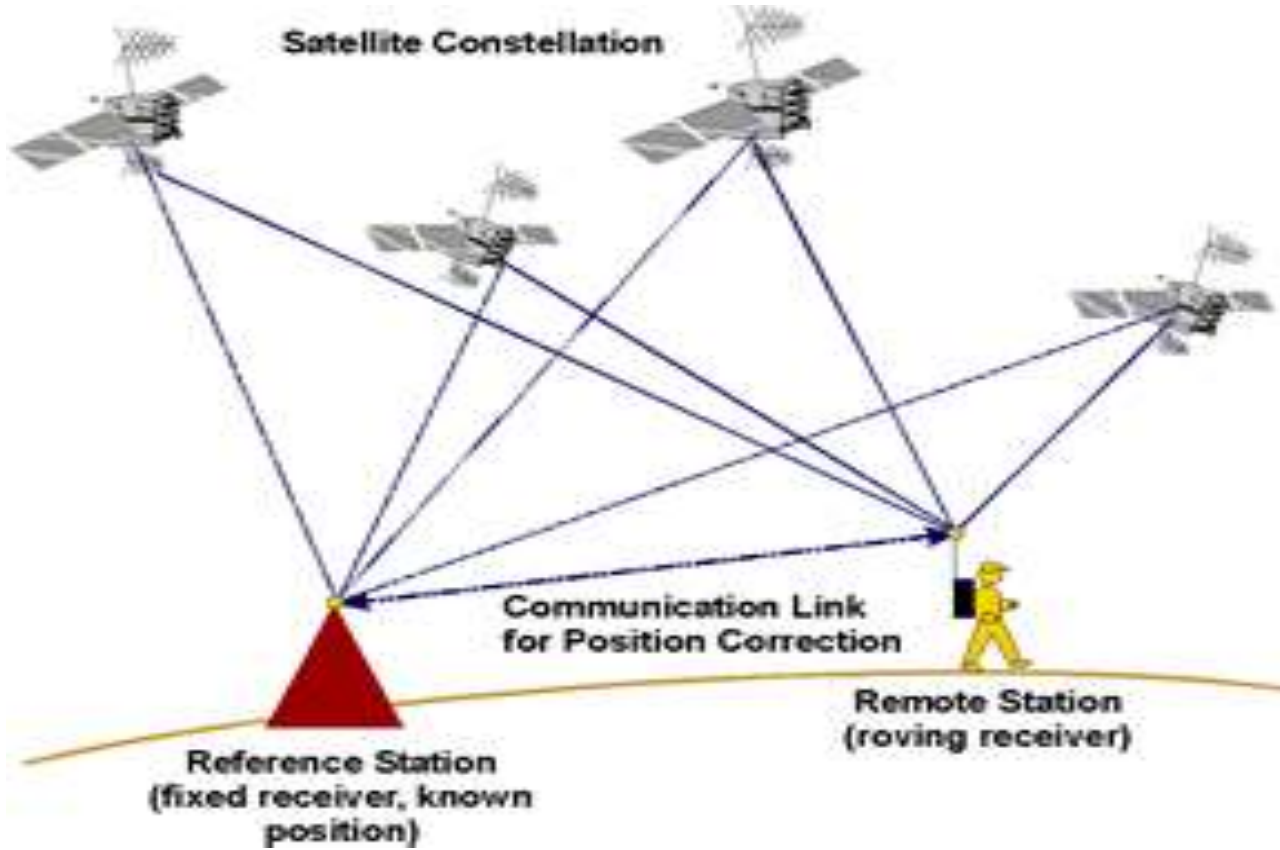 Satellite Constellation
Communication Link
for Position Correction
Remote Station
(roving receiver)
Reference Station
(fixed receiver, known
position)